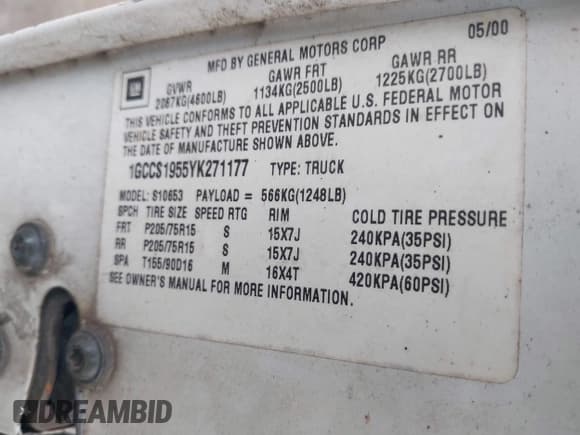 05/00
MFD BY GENERAL MOTORS CORP
GM
GVWR GAWR FRT GAWR RR
2087KG(4600LB) 1134KG(2500LB) 1225KG(2700LB)
THIS VEHICLE CONFORMS TO ALL APPLICABLE U.S. FEDERAL MOTOR
VEHICLE SAFETY AND THEFT PREVENTION STANDARDS IN EFFECT ON
THE DATE OF MANUFACTURE SHOWN ABOVE.
1GCCS1955YK271177 TYPE: TRUCK
MODEL: S10653 PAYLOAD = 566KG(1248LB)
SPCH TIRE SIZE SPEED RTG RIM COLD TIRE PRESSURE
FRT P205/75R15 S 15X7J 240KPA(35PSI)
RR P205/75R15 S 15X7J 240KPA(35PSI)
SPA T155/90D16 M 16X4T 420KPA(60PSI)
SEE OWNER'S MANUAL FOR MORE INFORMATION.
DREAMBID